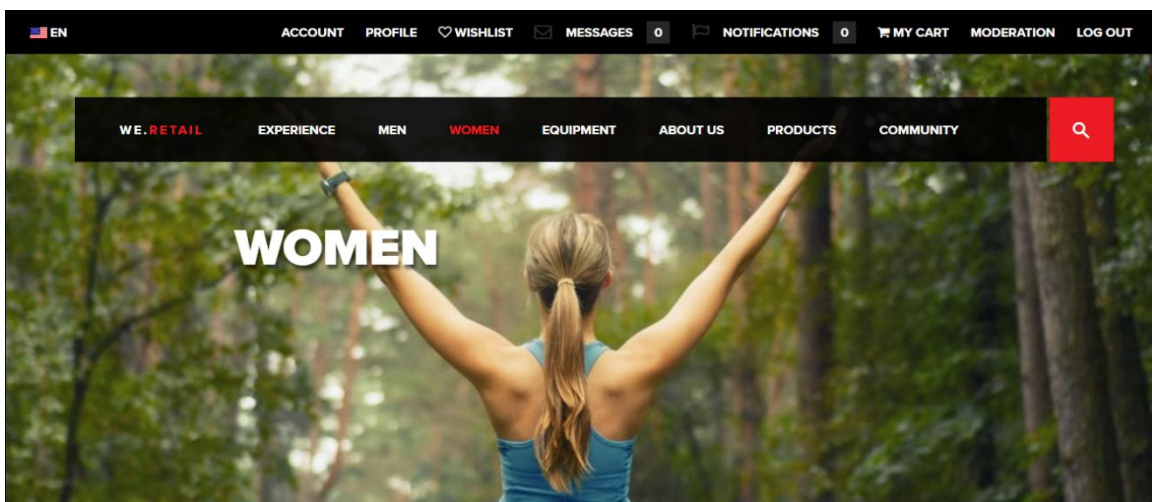 EN ACCOUNT PROFILE WISHLIST MESSAGES 0 NOTIFICATIONS 0 MY CART MODERATION LOG OUT
WE.RETAIL EXPERIENCE MEN WOMEN EQUIPMENT ABOUT US PRODUCTS COMMUNITY
WOMEN